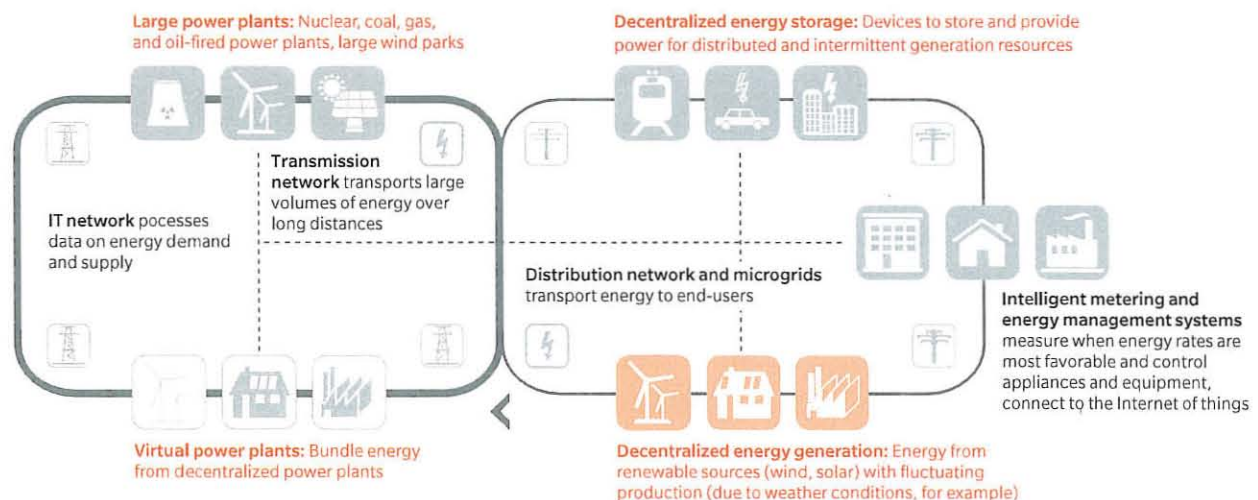 Large power plants: Nuclear, coal, gas,
and oil-fired power plants, large wind parks
Decentralized energy storage: Devices to store and provide
power for distributed and intermittent generation resources
Transmission
network transports large
volumes of energy over
long distances
IT network pocesses
data on energy demand
and supply
Distribution network and microgrids
transport energy to end-users
Intelligent metering and
energy management systems
measure when energy rates are
most favorable and control
appliances and equipment,
connect to the Internet of things
Virtual power plants: Bundle energy
from decentralized power plants
Decentralized energy generation: Energy from
renewable sources (wind, solar) with fluctuating
production (due to weather conditions, for example)